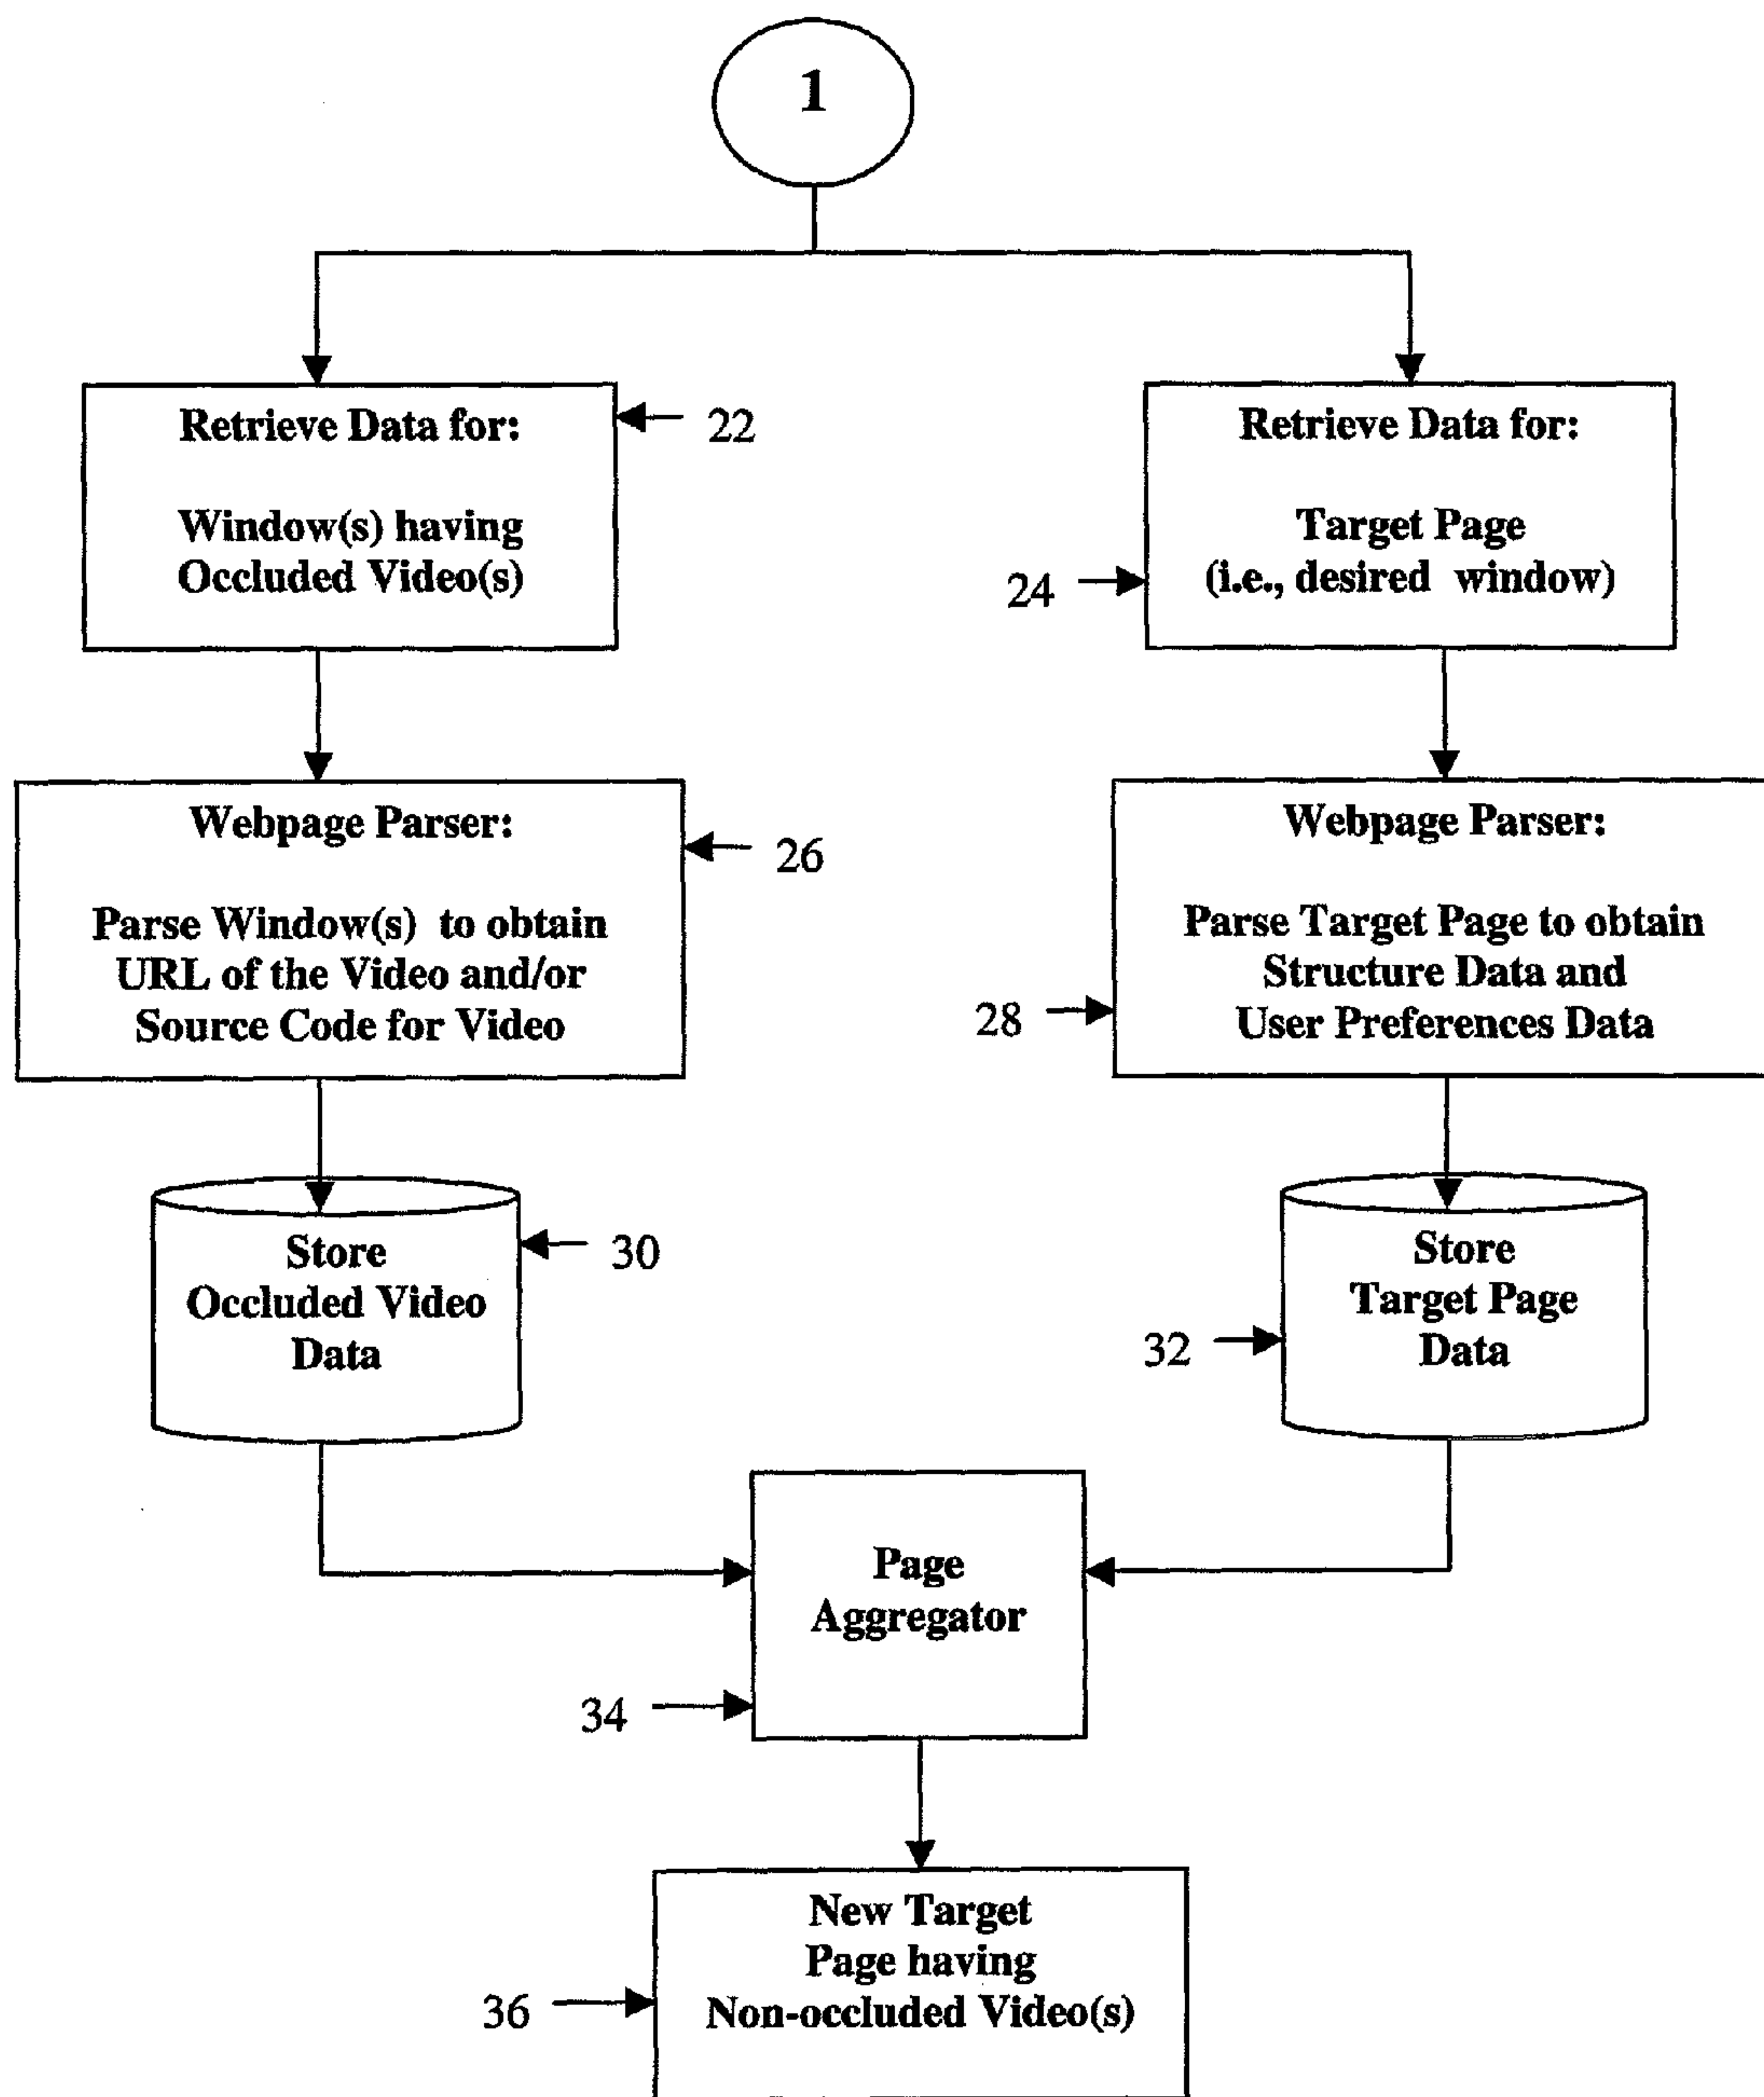 1
Retrieve Data for:
Window(s) having
Occluded Video(s)
22
Retrieve Data for:
Target Page
(i.e., desired window)
24
Webpage Parser:
Parse Window(s) to obtain
URL of the Video and/or
Source Code for Video
26
Webpage Parser:
Parse Target Page to obtain
Structure Data and
User Preferences Data
28
Store
Occluded Video
Data
30
Store
Target Page
Data
32
Page
Aggregator
34
New Target
Page having
Non-occluded Video(s)
36